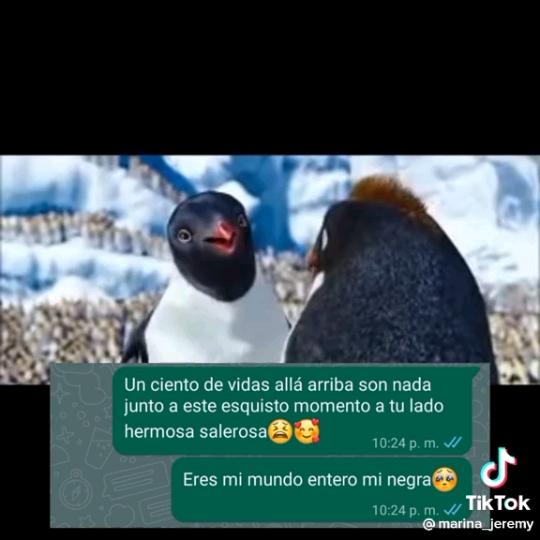 Un ciento de vidas allá arriba son nada
junto a este esquisto momento a tu lado
hermosa salerosa😫🥰
10:24 p. m.
Eres mi mundo entero mi negra🥺
10:24 p. m.
TikTok
@marina_jeremy